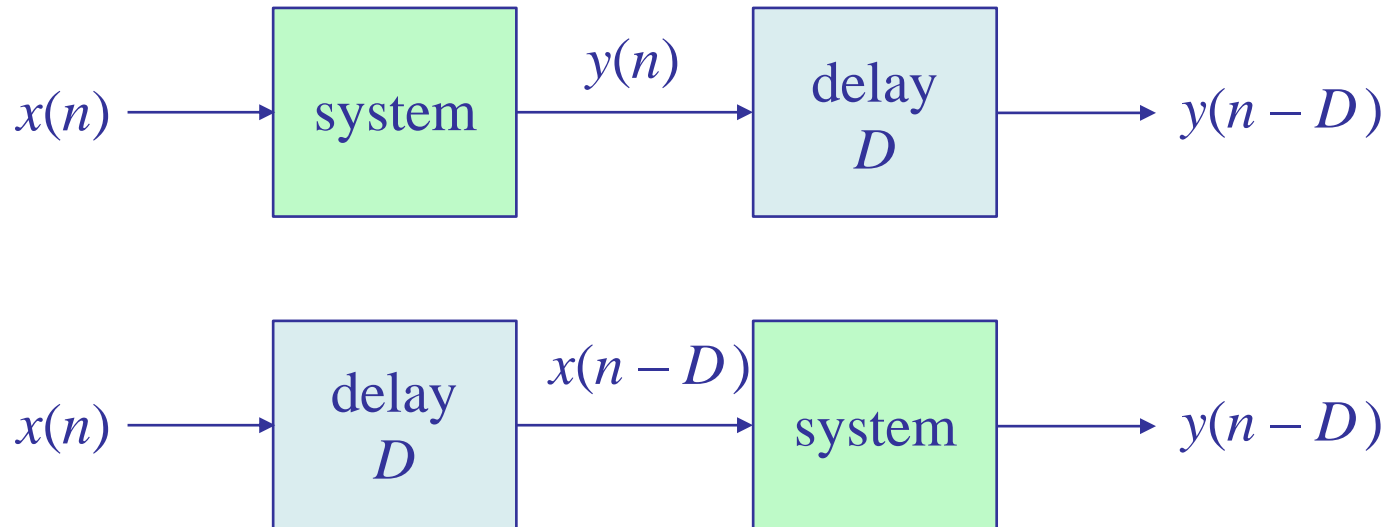 x(n)
system
y(n)
delay
D
y(n − D)
x(n)
delay
D
x(n − D)
system
y(n − D)